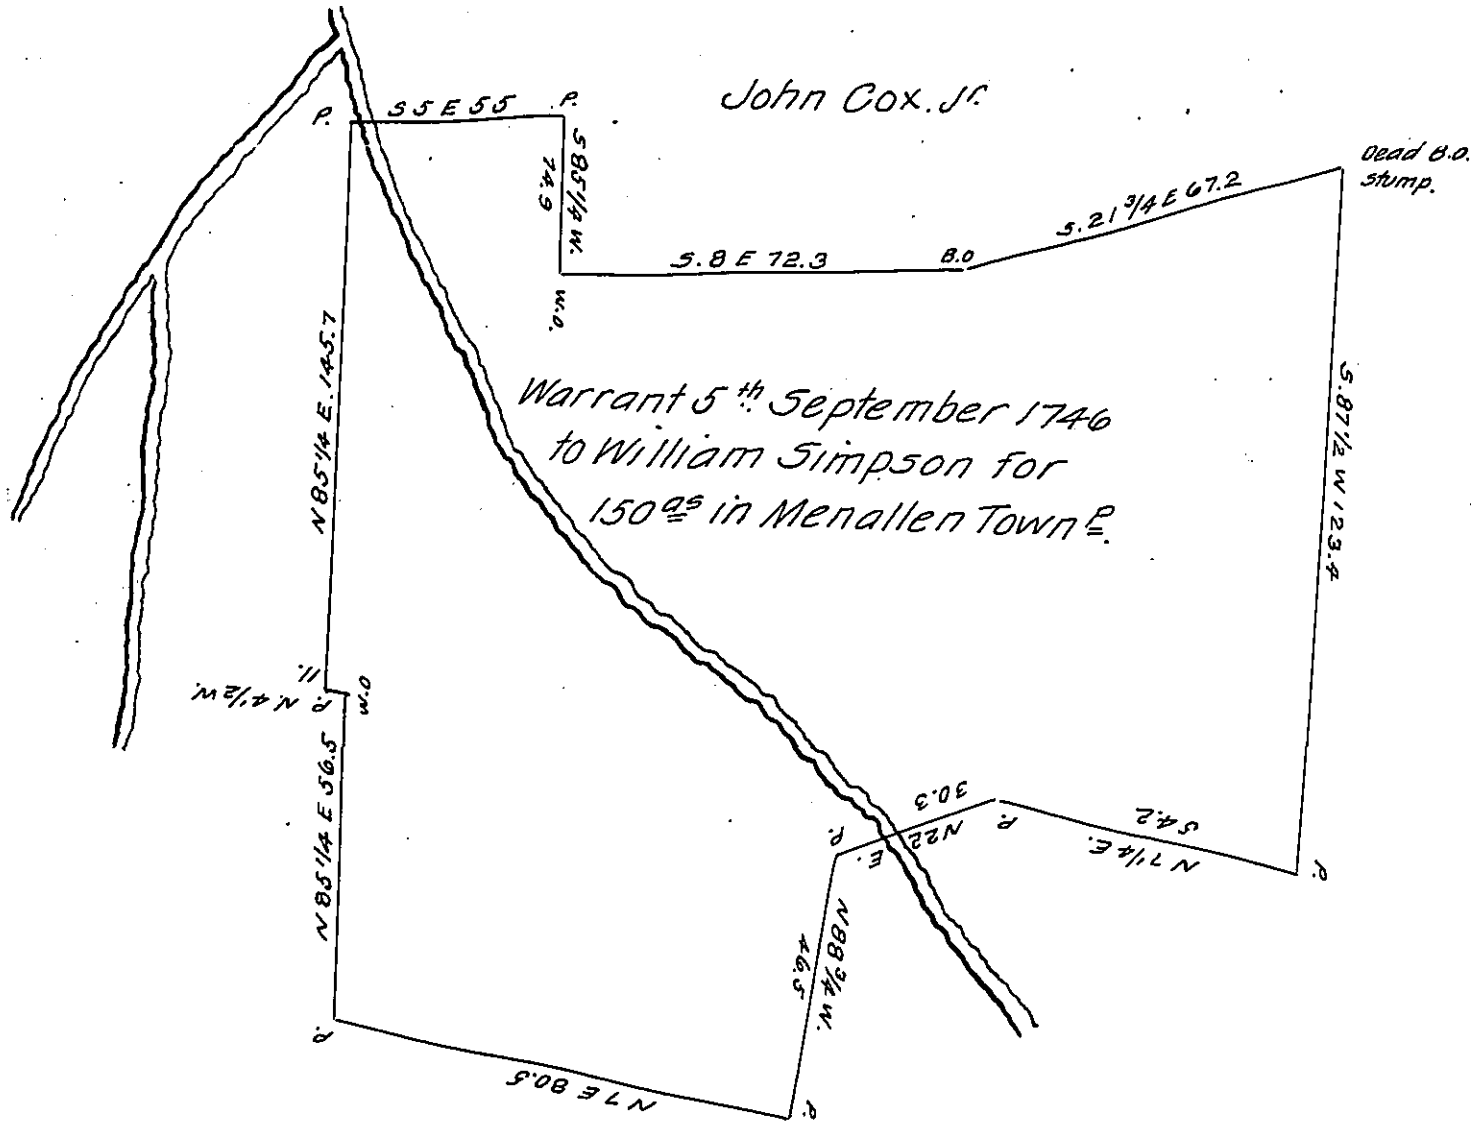 John Cox. Jr.
P.
S 5 E 55
P.
S 85 1/4 W.
74.9
W.O.
S. 8 E 72.3
B.O
S. 21 3/4 E 67.2
Dead B.O.
stump.
S. 87 1/2 W 123.4
P.
N 7 1/4 E.
54.2
P.
N 22 E.
30.3
P.
N 88 3/4 W.
46.5
P.
N 7 E 80.5
P.
N 85 1/4 E 56.5
P. N. 4 1/2 W.
11.
N 85 1/4 E. 145.7
Warrant 5th September 1746
to William Simpson for
150 as in Menallen Town P.